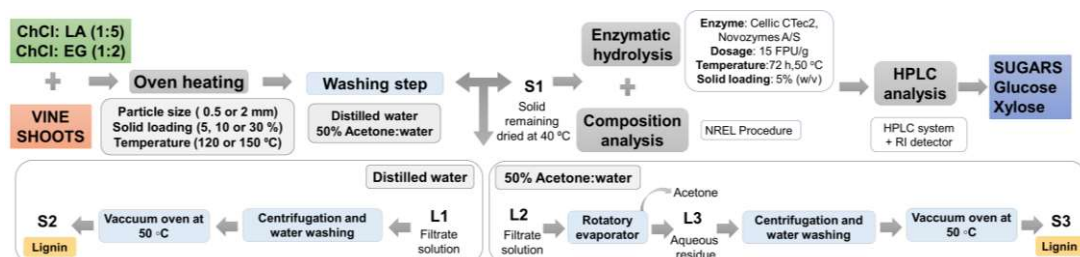 ChCl: LA (1:5)
ChCl: EG (1:2)
+
VINE
SHOOTS
Oven heating
Particle size ( 0.5 or 2 mm)
Solid loading (5, 10 or 30 %)
Temperature (120 or 150 ºC)
Washing step
Distilled water
50% Acetone:water
S1
Solid
remaining
dried at 40 ºC
Enzymatic
hydrolysis
+
Composition
analysis
Enzyme: Cellic CTec2,
Novozymes A/S
Dosage: 15 FPU/g
Temperature:72 h,50 ºC
Solid loading: 5% (w/v)
NREL Procedure
HPLC
analysis
HPLC system
+ RI detector
SUGARS
Glucose
Xylose
Distilled water
S2
Lignin
Vaccuum oven at
50 ◦C
Centrifugation and
water washing
L1
Filtrate
solution
50% Acetone:water
L2
Filtrate
solution
Rotatory
evaporator
Acetone
L3
Aqueous
residue
Centrifugation and
water washing
Vaccuum oven at
50 ◦C
S3
Lignin